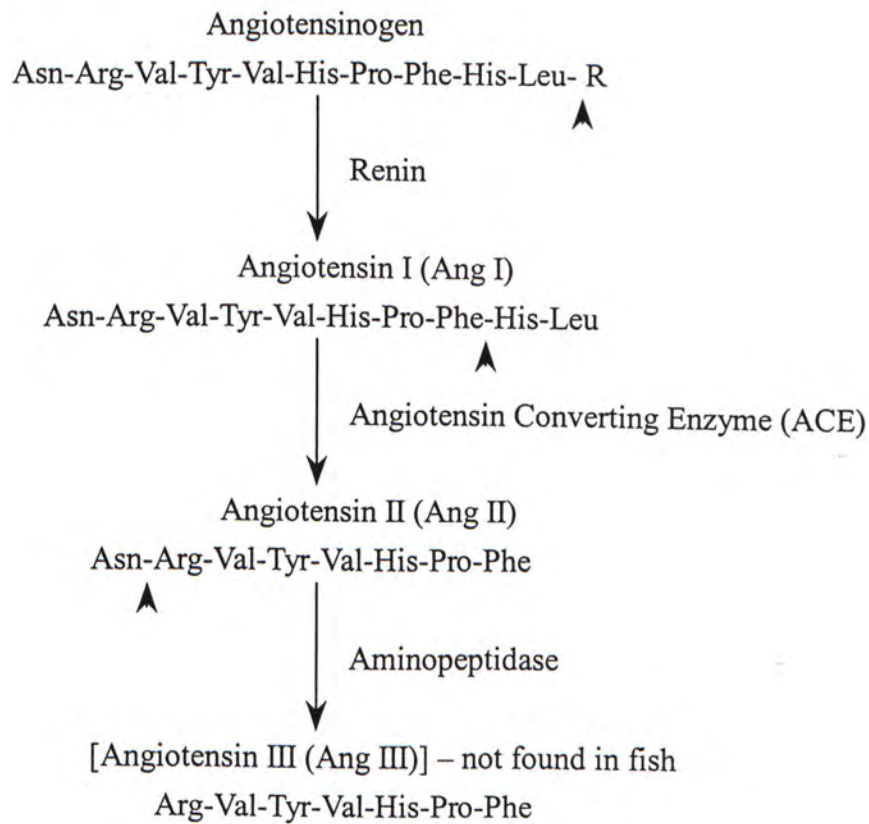 Angiotensinogen
Asn-Arg-Val-Tyr-Val-His-Pro-Phe-His-Leu- R
Renin
Angiotensin I (Ang I)
Asn-Arg-Val-Tyr-Val-His-Pro-Phe-His-Leu
Angiotensin Converting Enzyme (ACE)
Angiotensin II (Ang II)
Asn-Arg-Val-Tyr-Val-His-Pro-Phe
Aminopeptidase
[Angiotensin III (Ang III)] – not found in fish
Arg-Val-Tyr-Val-His-Pro-Phe